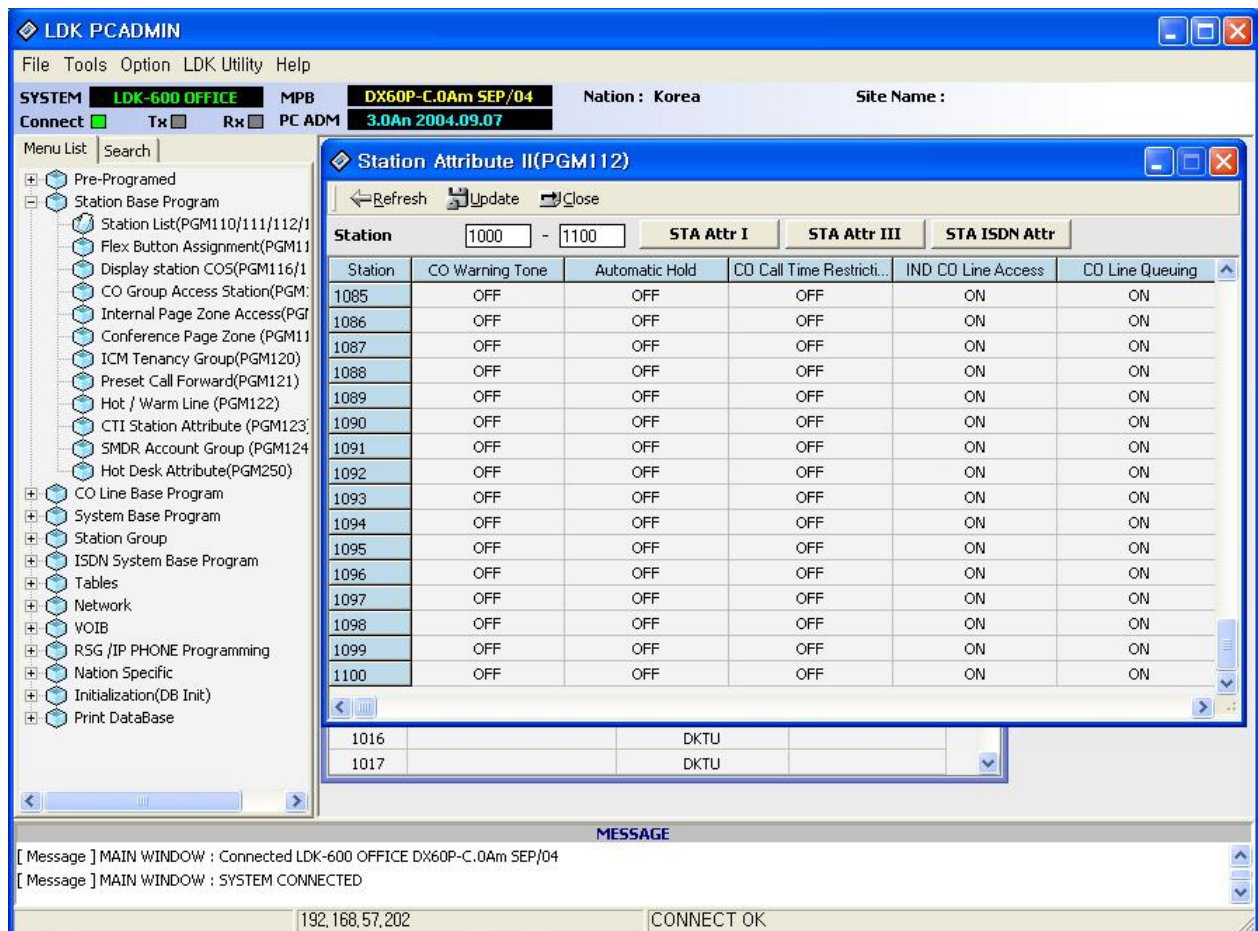 LDK PCADMIN
File Tools Option LDK Utility Help
SYSTEM LDK-600 OFFICE MPB DX60P-C.0Am SEP/04 Nation : Korea Site Name :
Connect Tx Rx PC ADM 3.0An 2004.09.07
Menu List Search
Pre-Programed
Station Base Program
Station List(PGM110/111/112/1
Flex Button Assignment(PGM11
Display station COS(PGM116/1
CO Group Access Station(PGM:
Internal Page Zone Access(PGI
Conference Page Zone (PGM11
ICM Tenancy Group(PGM120)
Preset Call Forward(PGM121)
Hot / Warm Line (PGM122)
CTI Station Attribute (PGM123)
SMDR Account Group (PGM124
Hot Desk Attribute(PGM250)
CO Line Base Program
System Base Program
Station Group
ISDN System Base Program
Tables
Network
VOIB
RSG /IP PHONE Programming
Nation Specific
Initialization(DB Init)
Print DataBase
Station Attribute II(PGM112)
Refresh Update Close
Station 1000 - 1100 STA Attr I STA Attr III STA ISDN Attr
Station CO Warning Tone Automatic Hold CO Call Time Restricti... IND CO Line Access CO Line Queuing
1085 OFF OFF OFF ON ON
1086 OFF OFF OFF ON ON
1087 OFF OFF OFF ON ON
1088 OFF OFF OFF ON ON
1089 OFF OFF OFF ON ON
1090 OFF OFF OFF ON ON
1091 OFF OFF OFF ON ON
1092 OFF OFF OFF ON ON
1093 OFF OFF OFF ON ON
1094 OFF OFF OFF ON ON
1095 OFF OFF OFF ON ON
1096 OFF OFF OFF ON ON
1097 OFF OFF OFF ON ON
1098 OFF OFF OFF ON ON
1099 OFF OFF OFF ON ON
1100 OFF OFF OFF ON ON
1016 DKTU
1017 DKTU
MESSAGE
[ Message ] MAIN WINDOW : Connected LDK-600 OFFICE DX60P-C.0Am SEP/04
[ Message ] MAIN WINDOW : SYSTEM CONNECTED
192,168,57,202 CONNECT OK